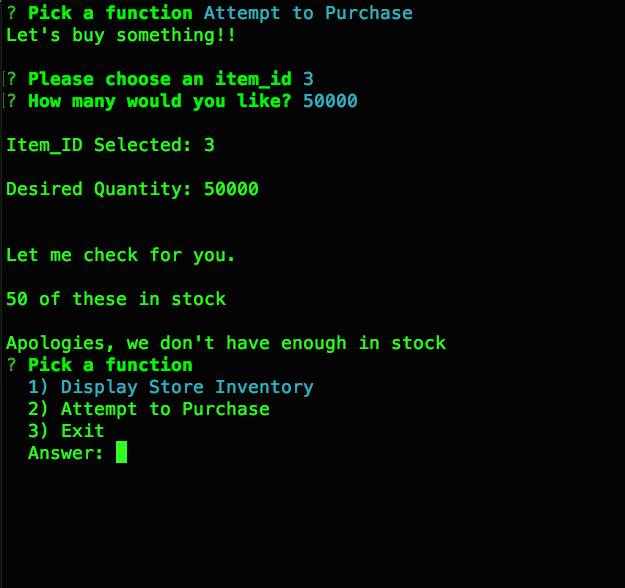 ? Pick a function Attempt to Purchase
Let's buy something!!
[? Please choose an item_id 3
[? How many would you like? 50000
Item_ID Selected: 3
Desired Quantity: 50000
Let me check for you.
50 of these in stock
Apologies, we don't have enough in stock
? Pick a function
1) Display Store Inventory
2) Attempt to Purchase
3) Exit
Answer: